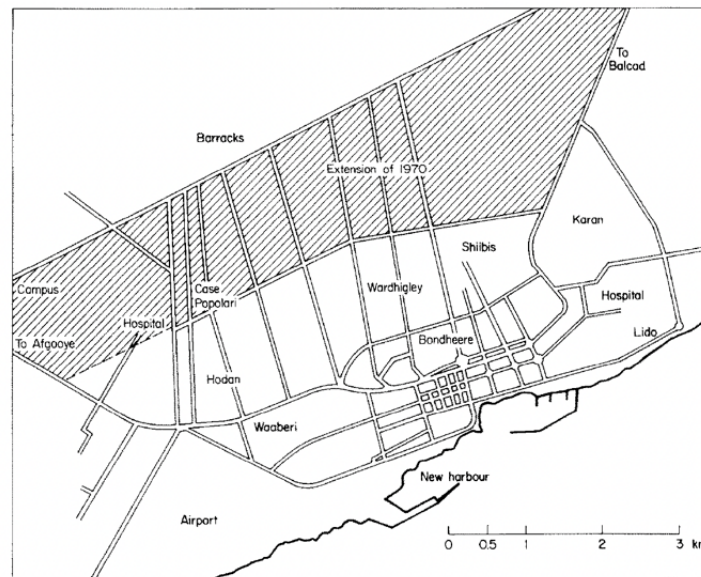 To
Balcad
Barracks
Extension of 1970
Karan
Shilbis
Campus
Case
Popolari
Wardhigley
Hospital
Hospital
To Afgooye
Bondheere
Lido
Hodan
Waaberi
New harbour
Airport
0 0.5 1 2 3 km